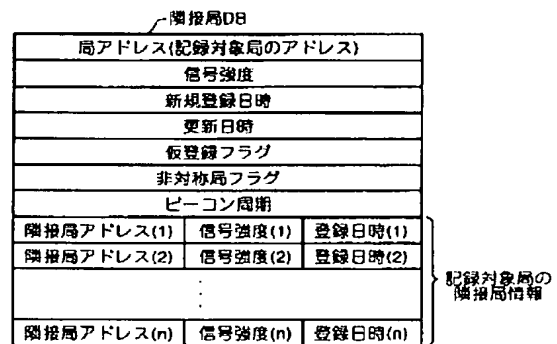 隣接局DB
局アドレス(記録対象局のアドレス)
信号強度
新規登録日時
更新日時
仮登録フラグ
非対称局フラグ
ビーコン周期
隣接局アドレス(1) 信号強度(1) 登録日時(1)
隣接局アドレス(2) 信号強度(2) 登録日時(2)
⋮
隣接局アドレス(n) 信号強度(n) 登録日時(n)
記録対象局の
隣接局情報